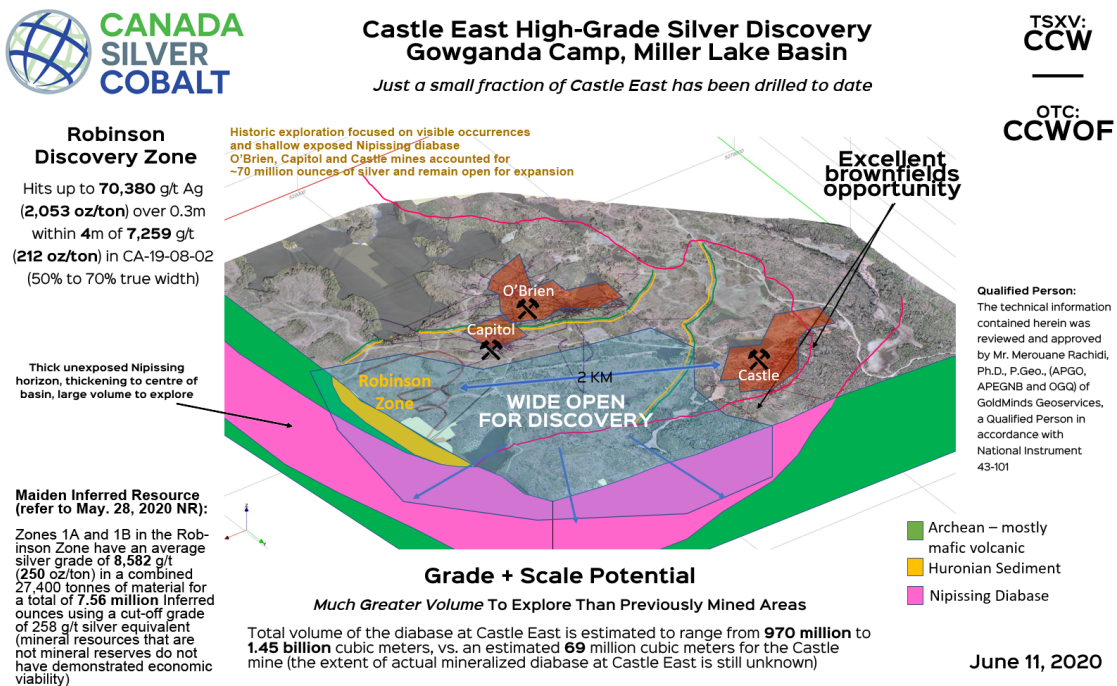 CANADA
SILVER
COBALT
Castle East High-Grade Silver Discovery
Gowganda Camp, Miller Lake Basin
Just a small fraction of Castle East has been drilled to date
TSXV:
CCW
OTC:
CCWOF
Robinson
Discovery Zone
Hits up to 70,380 g/t Ag
(2,053 oz/ton) over 0.3m
within 4m of 7,259 g/t
(212 oz/ton) in CA-19-08-02
(50% to 70% true width)
Historic exploration focused on visible occurrences
and shallow exposed Nipissing diabase
O'Brien, Capitol and Castle mines accounted for
~70 million ounces of silver and remain open for expansion
Excellent
brownfields
opportunity
O'Brien
Capitol
Castle
Robinson
Zone
2 KM
WIDE OPEN
FOR DISCOVERY
Thick unexposed Nipissing
horizon, thickening to centre of
basin, large volume to explore
Qualified Person:
The technical information
contained herein was
reviewed and approved
by Mr. Merouane Rachidi,
Ph.D., P.Geo., (APGO,
APEGNB and OGQ) of
GoldMinds Geoservices,
a Qualified Person in
accordance with
National Instrument
43-101
Maiden Inferred Resource
(refer to May. 28, 2020 NR):
Zones 1A and 1B in the Rob-
inson Zone have an average
silver grade of 8,582 g/t
(250 oz/ton) in a combined
27,400 tonnes of material for
a total of 7.56 million Inferred
ounces using a cut-off grade
of 258 g/t silver equivalent
(mineral resources that are
not mineral reserves do not
have demonstrated economic
viability)
Archean – mostly
mafic volcanic
Huronian Sediment
Nipissing Diabase
Grade + Scale Potential
Much Greater Volume To Explore Than Previously Mined Areas
Total volume of the diabase at Castle East is estimated to range from 970 million to
1.45 billion cubic meters, vs. an estimated 69 million cubic meters for the Castle
mine (the extent of actual mineralized diabase at Castle East is still unknown)
June 11, 2020